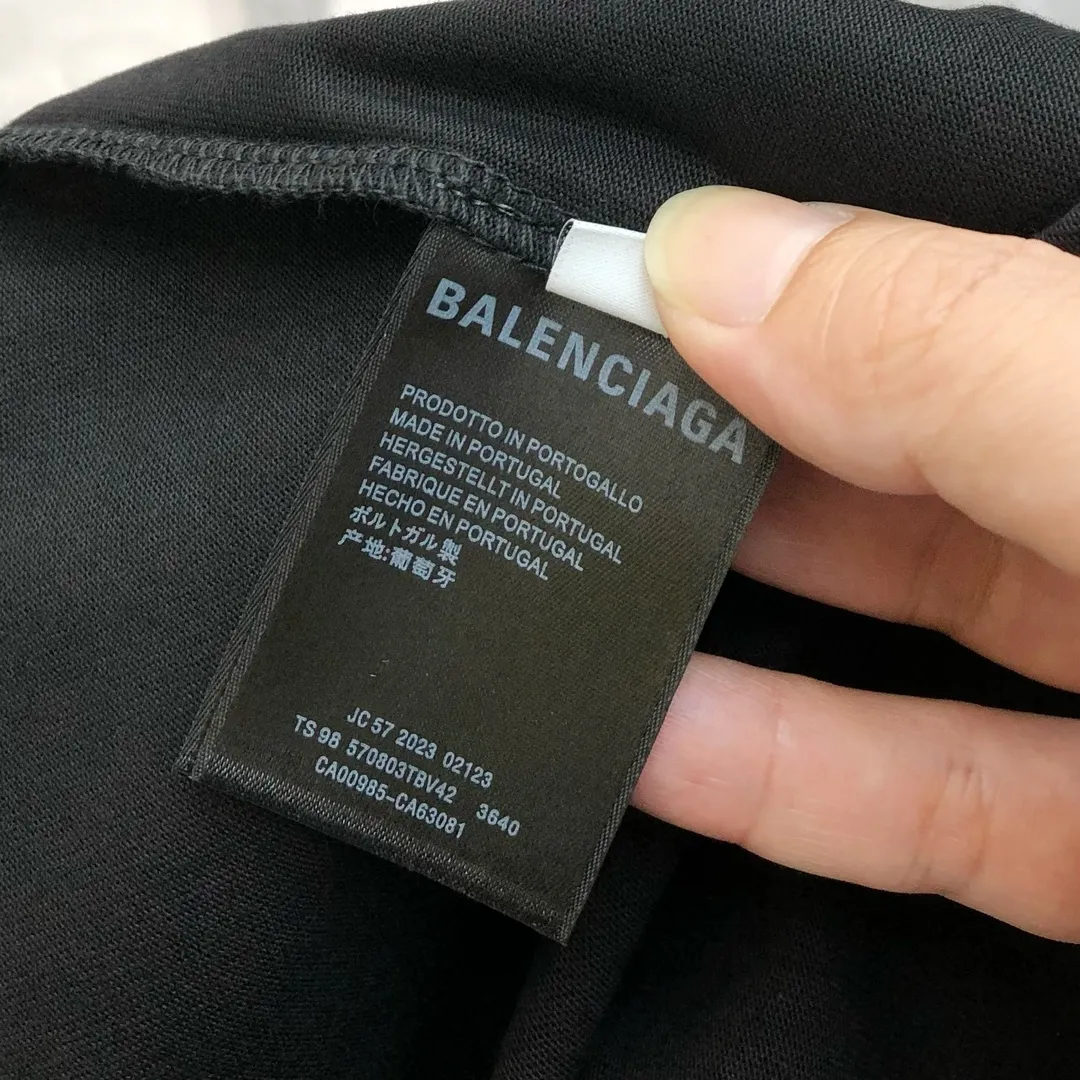 BALENCIAGA
PRODOTTO IN PORTOGALLO
MADE IN PORTUGAL
HERGESTELLT IN PORTUGAL
FABRIQUE EN PORTUGAL
HECHO EN PORTUGAL
ポルトガル 製
产地:葡萄牙
JC 57 2023 02123
TS 98 570803TBV42 3640
CA00985-CA63081